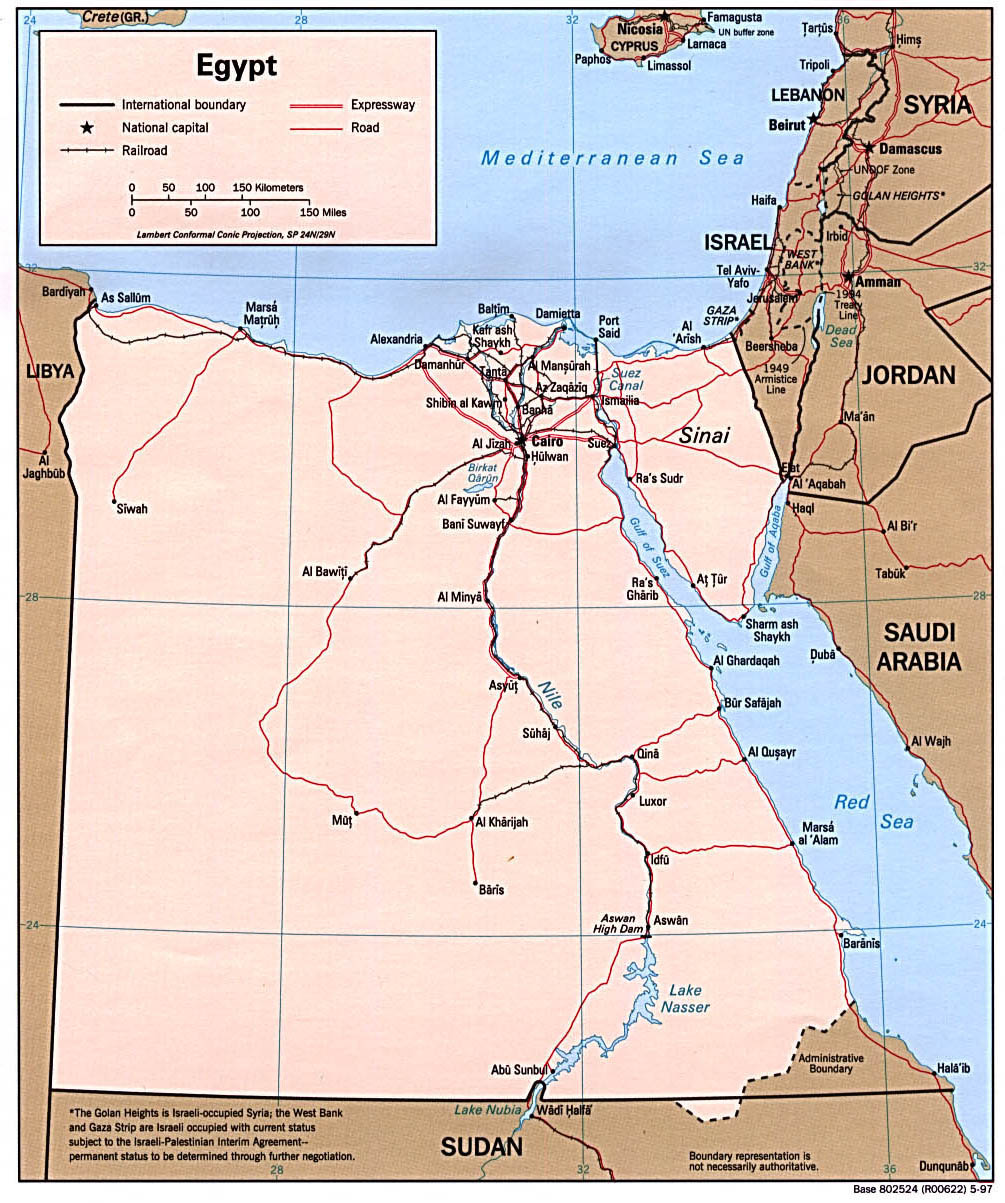 24
Crete (GR.)
32
36
Nicosia
CYPRUS
Famagusta
UN buffer zone
Larnaca
Paphos
Limassol
Ţarţūs
Ḩimş
Tripoli
LEBANON
SYRIA
Beirut
Damascus
UNDOF Zone
GOLAN HEIGHTS*
Egypt
International boundary
Expressway
National capital
Road
Railroad
0 50 100 150 Kilometers
0 50 100 150 Miles
Lambert Conformal Conic Projection, SP 24N/29N
Mediterranean Sea
Haifa
ISRAEL
WEST
BANK*
Irbid
Tel Aviv-
Yafo
Amman
Jerusalem
1994
Treaty
Line
32
32
Bardīyah
As Sallūm
Marsá
Maţrūḩ
Baltīm
Damietta
Port
Said
GAZA
STRIP*
Al
'Arīsh
Dead
Sea
Beersheba
Alexandria
Kafr ash
Shaykh
Damanhūr
Ţanţā
Al Manşūrah
Suez
Canal
Az Zaqāzīq
Ismailia
Shibīn al Kawm
Banhā
1949
Armistice
Line
LIBYA
JORDAN
Ma'ān
Al Jīzah
Cairo
Suez
Sinai
Ḩulwān
Birkat
Qārūn
Al
Jaghbūb
Ra's Sudr
Elat
Al 'Aqabah
Ḩaql
Sīwah
Al Fayyūm
Banī Suwayf
Gulf of Suez
Gulf of Aqaba
Al Bi'r
Tabūk
Al Bawīţī
Ra's
Ghārib
Aţ Ţūr
28
28
Al Minyā
Sharm ash
Shaykh
SAUDI
ARABIA
Ḑubā
Al Ghardaqah
Asyūţ
Nile
Būr Safājah
Sūhāj
Qinā
Al Quşayr
Al Wajh
Luxor
Red
Sea
Mūţ
Al Khārijah
Marsá
al 'Alam
Idfū
Bārīs
Aswan
High Dam
Aswān
24
24
Barānīs
Lake
Nasser
Abū Sunbul
Administrative
Boundary
Halā'ib
Lake Nubia
Wādī Ḩalfā'
SUDAN
*The Golan Heights is Israeli-occupied Syria; the West Bank
and Gaza Strip are Israeli occupied with current status
subject to the Israeli-Palestinian Interim Agreement--
permanent status to be determined through further negotiation.
Boundary representation is
not necessarily authoritative.
Dunqunāb
28
32
36
Base 802524 (R00622) 5-97